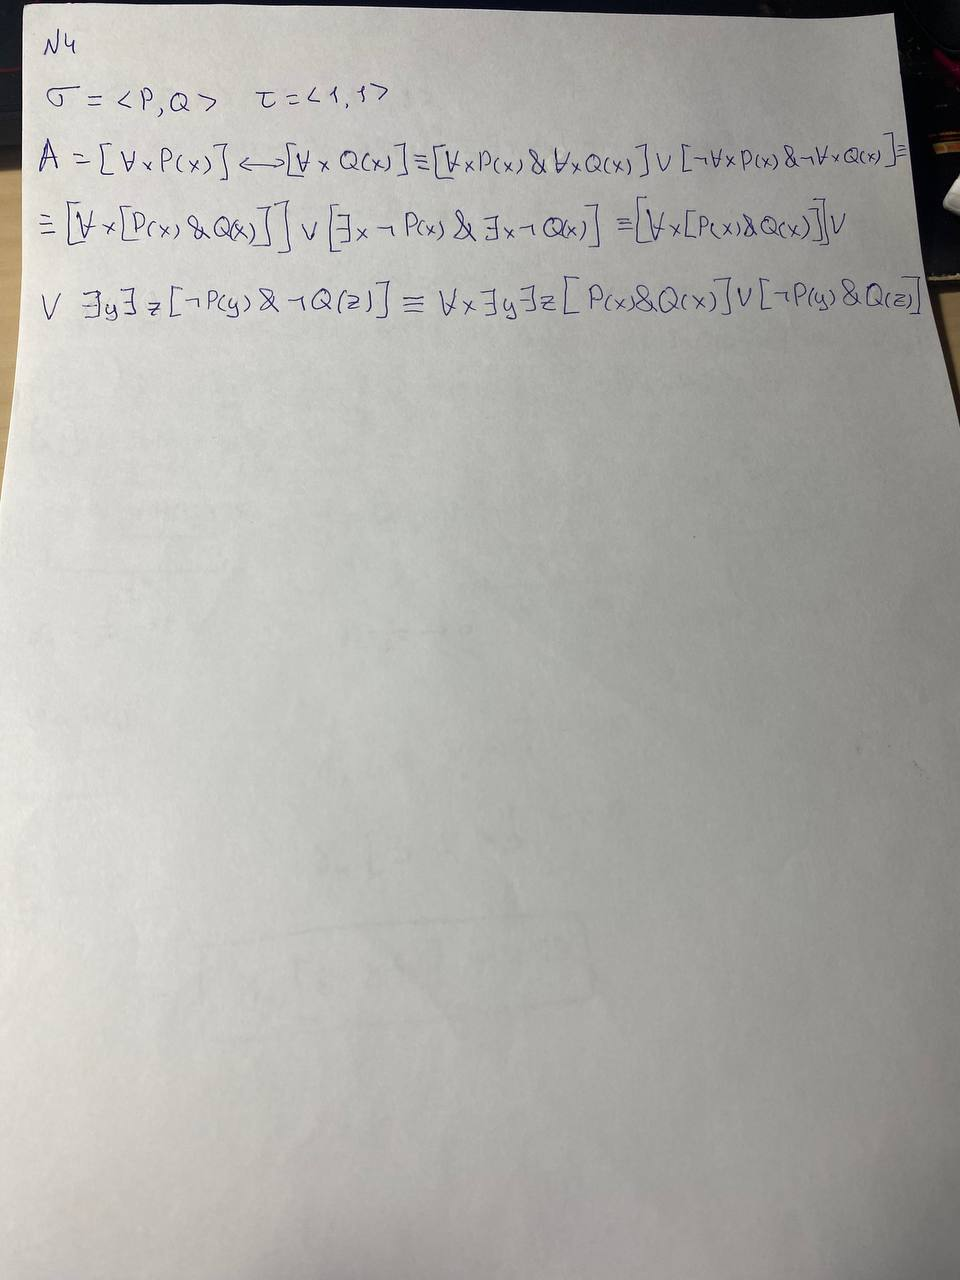 N4
σ = <P,Q> τ = <1,1>
A = [∀x P(x)] ↔ [∀x Q(x)] ≡ [∀x P(x) & ∀x Q(x)] ∨ [¬∀x P(x) & ¬∀x Q(x)] ≡
≡ [∀x [P(x) & Q(x)]] ∨ [∃x ¬P(x) & ∃x ¬Q(x)] ≡ [∀x [P(x) & Q(x)]] ∨
∨ ∃y ∃z [¬P(y) & ¬Q(z)] ≡ ∀x ∃y ∃z [P(x) & Q(x)] ∨ [¬P(y) & Q(z)]